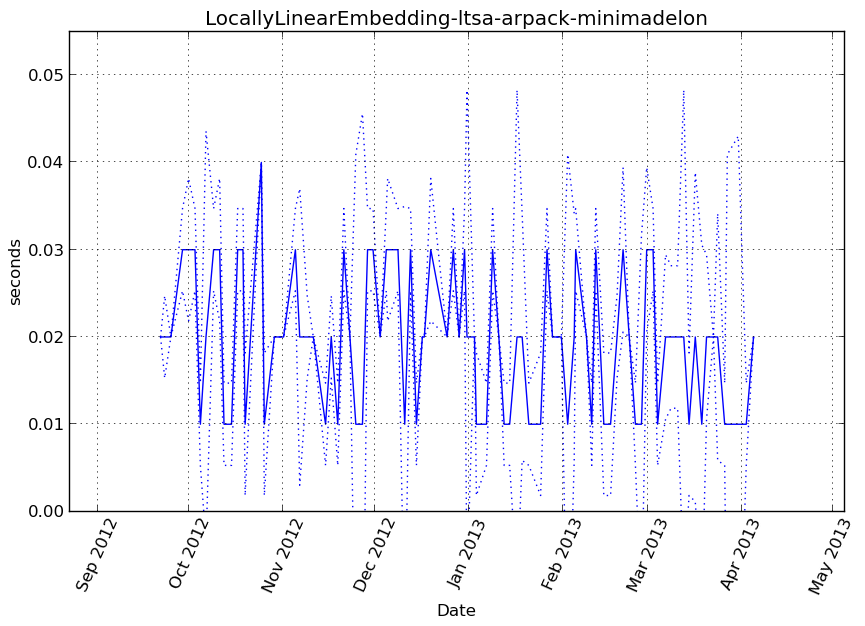 LocallyLinearEmbedding-ltsa-arpack-minimadelon
seconds
0.05
0.04
0.03
0.02
0.01
0.00
Sep 2012
Oct 2012
Nov 2012
Dec 2012
Jan 2013
Feb 2013
Mar 2013
Apr 2013
May 2013
Date